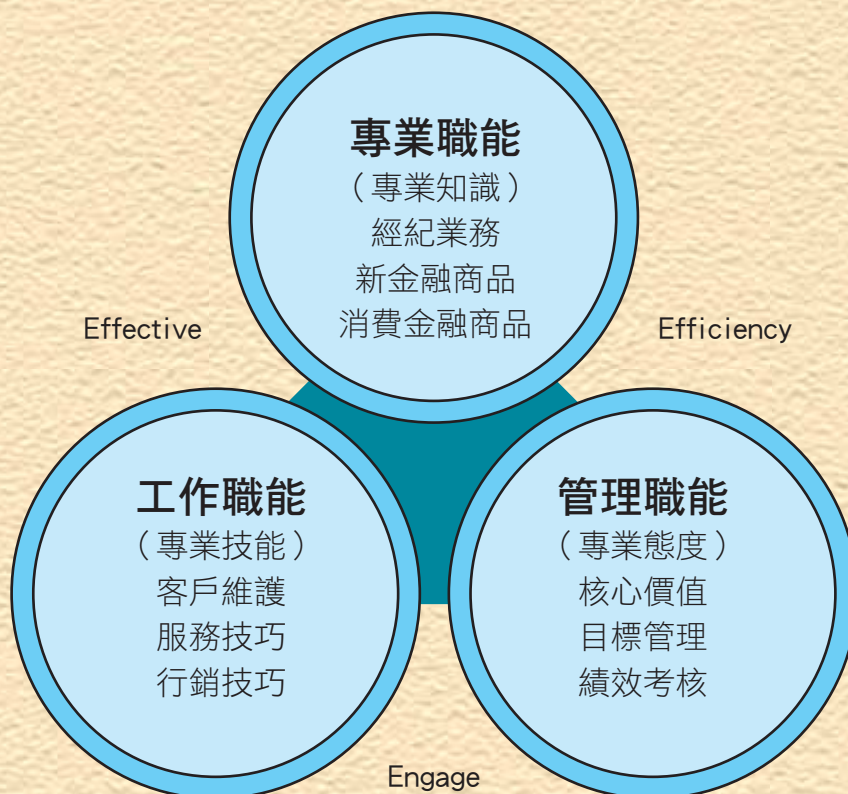 專業職能
（專業知識）
經紀業務
新金融商品
消費金融商品
Effective
Efficiency
工作職能
（專業技能）
客戶維護
服務技巧
行銷技巧
管理職能
（專業態度）
核心價值
目標管理
績效考核
Engage